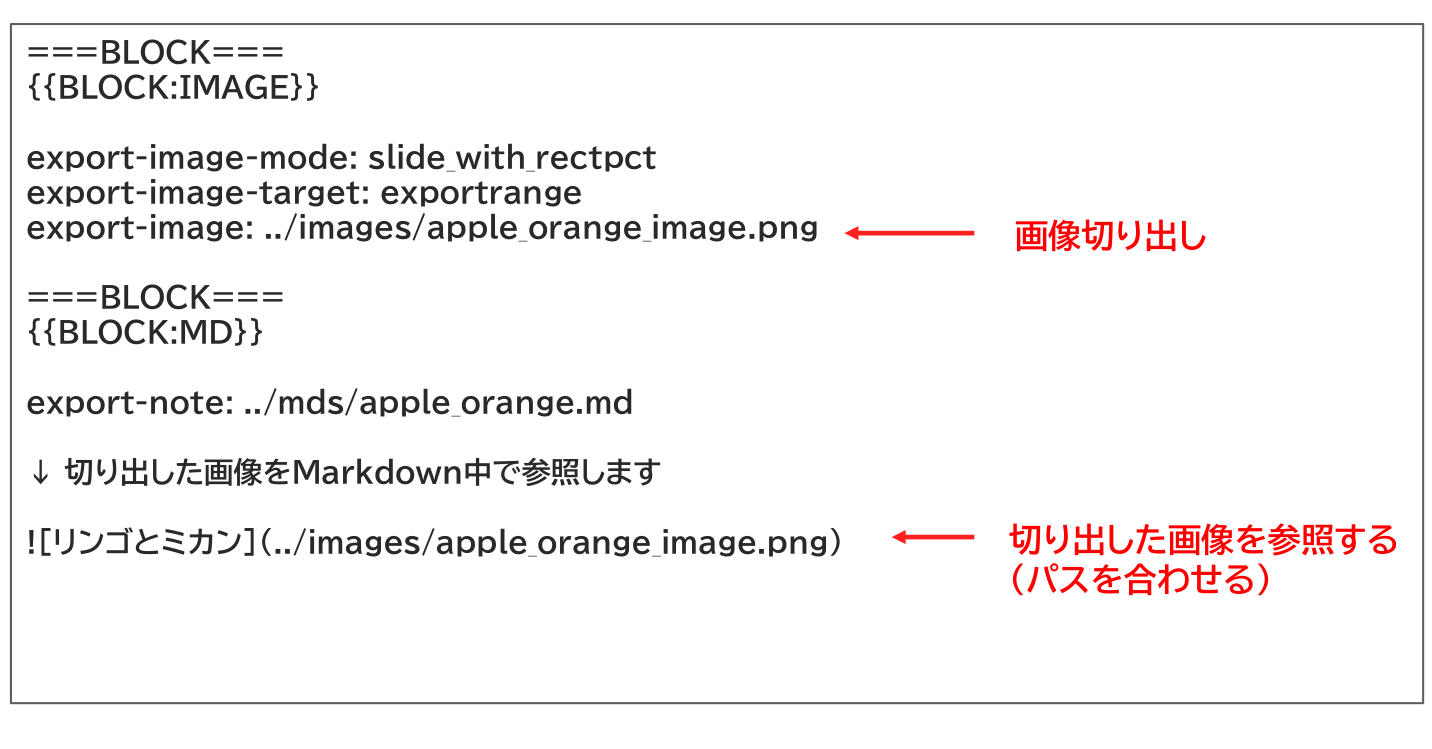 ===BLOCK===
{{BLOCK:IMAGE}}
export-image-mode: slide_with_rectpct
export-image-target: exportrange
export-image: ../images/apple_orange_image.png
画像切り出し
===BLOCK===
{{BLOCK:MD}}
export-note: ../mds/apple_orange.md
↓ 切り出した画像をMarkdown中で参照します
![リンゴとミカン](../images/apple_orange_image.png)
切り出した画像を参照する
(パスを合わせる)